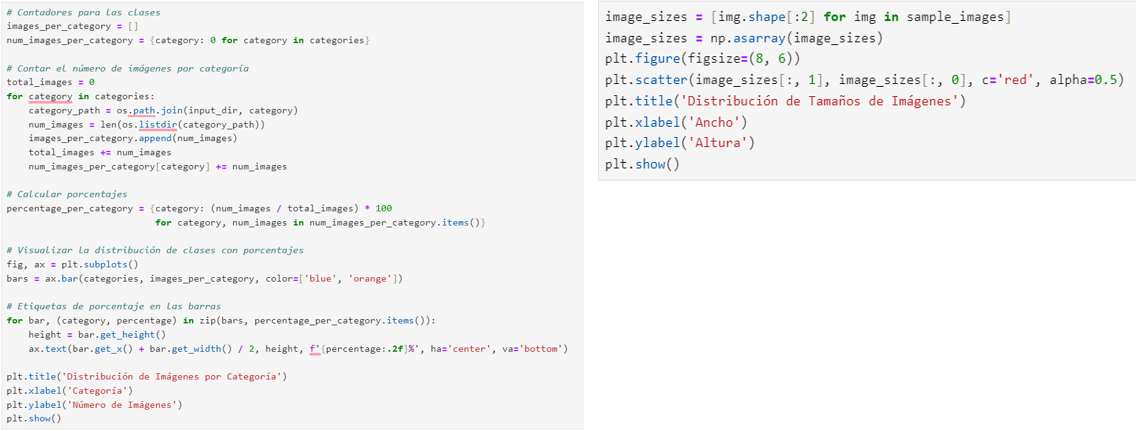 # Contadores para las clases
images_per_category = []
num_images_per_category = {category: 0 for category in categories}
# Contar el número de imágenes por categoría
total_images = 0
for category in categories:
    category_path = os.path.join(input_dir, category)
    num_images = len(os.listdir(category_path))
    images_per_category.append(num_images)
    total_images += num_images
    num_images_per_category[category] += num_images
# Calcular porcentajes
percentage_per_category = {category: (num_images / total_images) * 100
                           for category, num_images in num_images_per_category.items()}
# Visualizar la distribución de clases con porcentajes
fig, ax = plt.subplots()
bars = ax.bar(categories, images_per_category, color=['blue', 'orange'])
# Etiquetas de porcentaje en las barras
for bar, (category, percentage) in zip(bars, percentage_per_category.items()):
    height = bar.get_height()
    ax.text(bar.get_x() + bar.get_width() / 2, height, f'{percentage:.2f}%', ha='center', va='bottom')
plt.title('Distribución de Imágenes por Categoría')
plt.xlabel('Categoría')
plt.ylabel('Número de Imágenes')
plt.show()
image_sizes = [img.shape[:2] for img in sample_images]
image_sizes = np.asarray(image_sizes)
plt.figure(figsize=(8, 6))
plt.scatter(image_sizes[:, 1], image_sizes[:, 0], c='red', alpha=0.5)
plt.title('Distribución de Tamaños de Imágenes')
plt.xlabel('Ancho')
plt.ylabel('Altura')
plt.show()